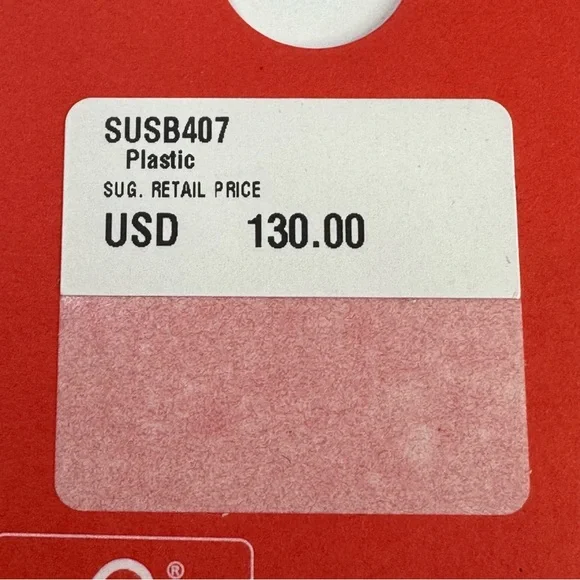 SUSB407
Plastic
SUG. RETAIL PRICE
USD 130.00
®